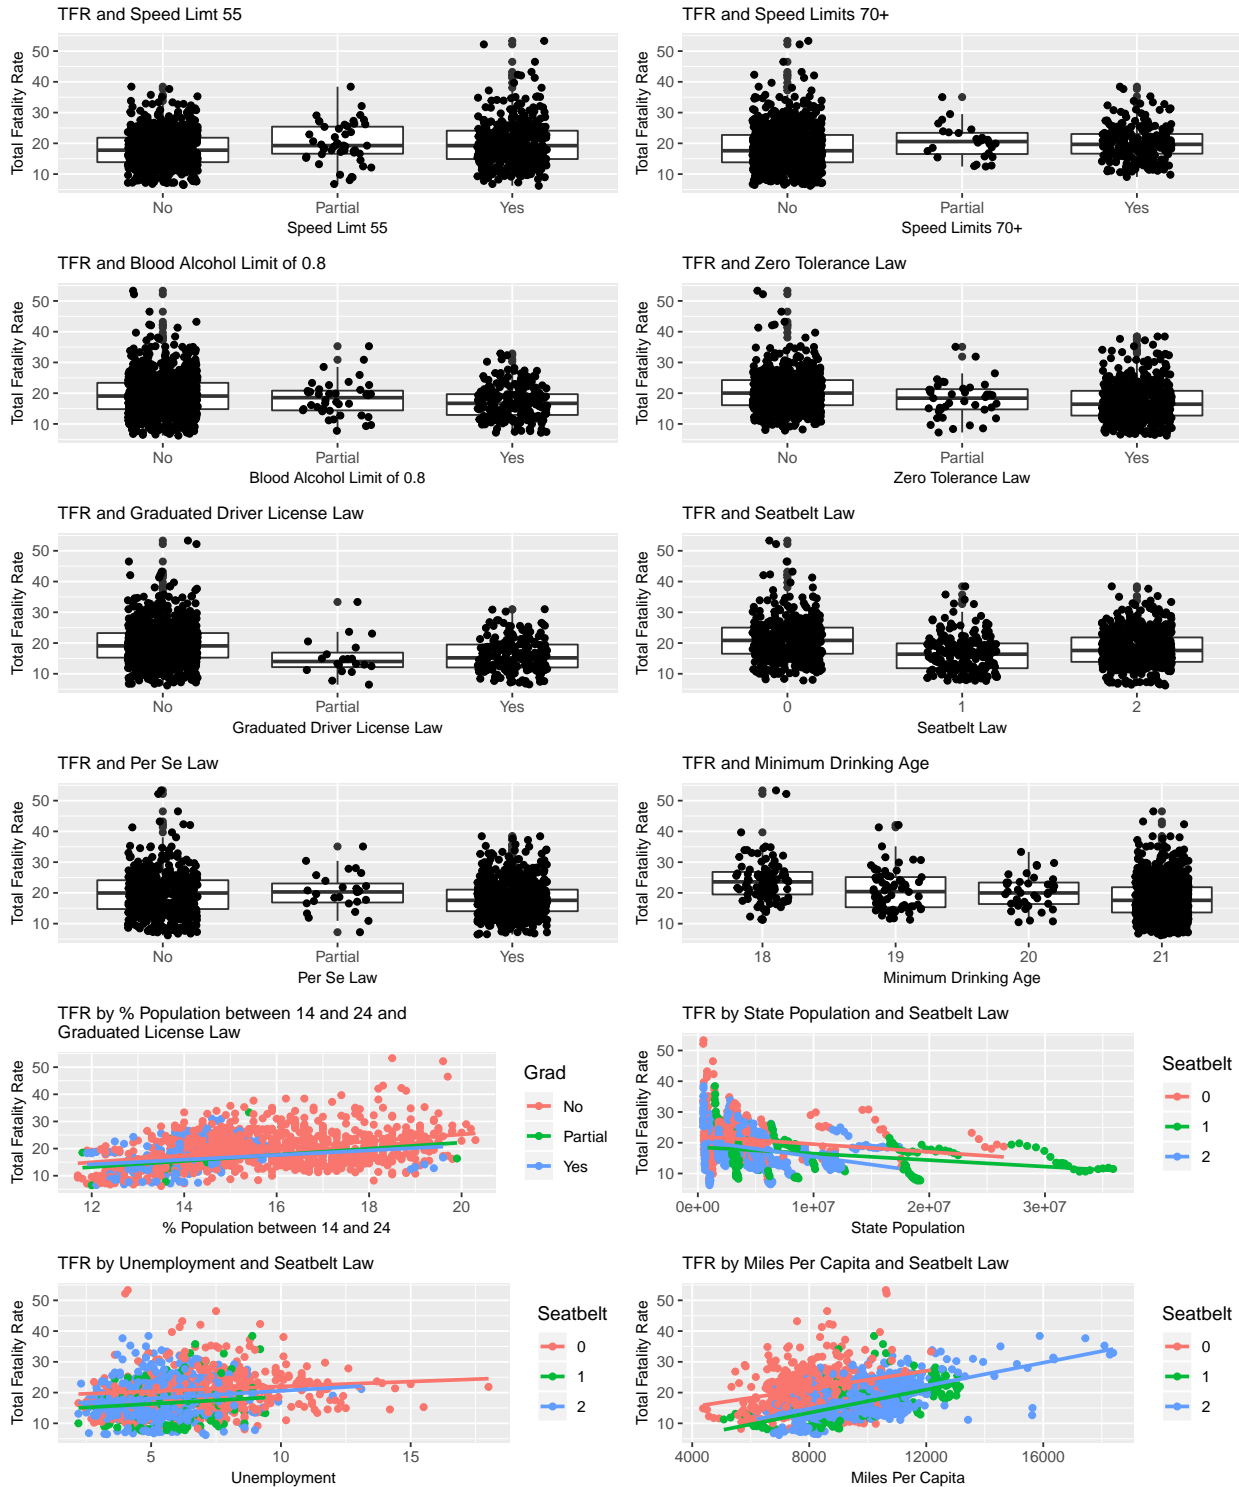 TFR and Speed Limt 55
Total Fatality Rate
50
40
30
20
10
No Partial Yes
Speed Limt 55
TFR and Speed Limits 70+
Total Fatality Rate
50
40
30
20
10
No Partial Yes
Speed Limits 70+
TFR and Blood Alcohol Limit of 0.8
Total Fatality Rate
50
40
30
20
10
No Partial Yes
Blood Alcohol Limit of 0.8
TFR and Zero Tolerance Law
Total Fatality Rate
50
40
30
20
10
No Partial Yes
Zero Tolerance Law
TFR and Graduated Driver License Law
Total Fatality Rate
50
40
30
20
10
No Partial Yes
Graduated Driver License Law
TFR and Seatbelt Law
Total Fatality Rate
50
40
30
20
10
0 1 2
Seatbelt Law
TFR and Per Se Law
Total Fatality Rate
50
40
30
20
10
No Partial Yes
Per Se Law
TFR and Minimum Drinking Age
Total Fatality Rate
50
40
30
20
10
18 19 20 21
Minimum Drinking Age
TFR by % Population between 14 and 24 and
Graduated License Law
Total Fatality Rate
50
40
30
20
10
12 14 16 18 20
% Population between 14 and 24
Grad
No
Partial
Yes
TFR by State Population and Seatbelt Law
Total Fatality Rate
50
40
30
20
10
0e+00 1e+07 2e+07 3e+07
State Population
Seatbelt
0
1
2
TFR by Unemployment and Seatbelt Law
Total Fatality Rate
50
40
30
20
10
5 10 15
Unemployment
Seatbelt
0
1
2
TFR by Miles Per Capita and Seatbelt Law
Total Fatality Rate
50
40
30
20
10
4000 8000 12000 16000
Miles Per Capita
Seatbelt
0
1
2